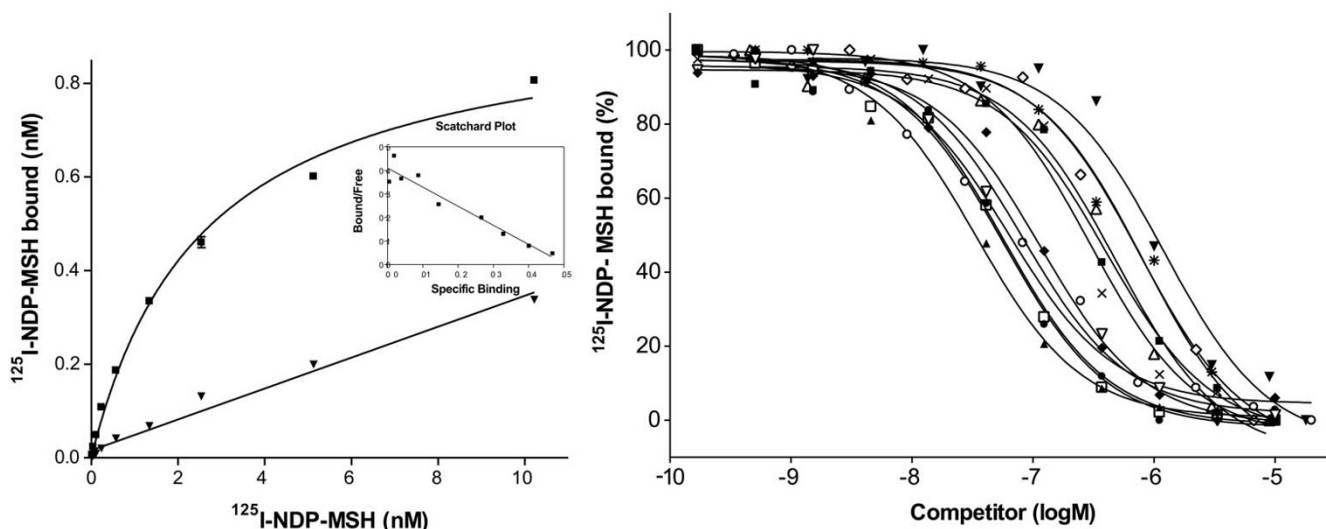 ¹²⁵I-NDP-MSH bound (nM)
0.8
0.6
0.4
0.2
0.0
0 2 4 6 8 10
¹²⁵I-NDP-MSH (nM)
Scatchard Plot
Bound/Free
Specific Binding
¹²⁵I-NDP- MSH bound (%)
100
80
60
40
20
0
-10 -9 -8 -7 -6 -5
Competitor (logM)